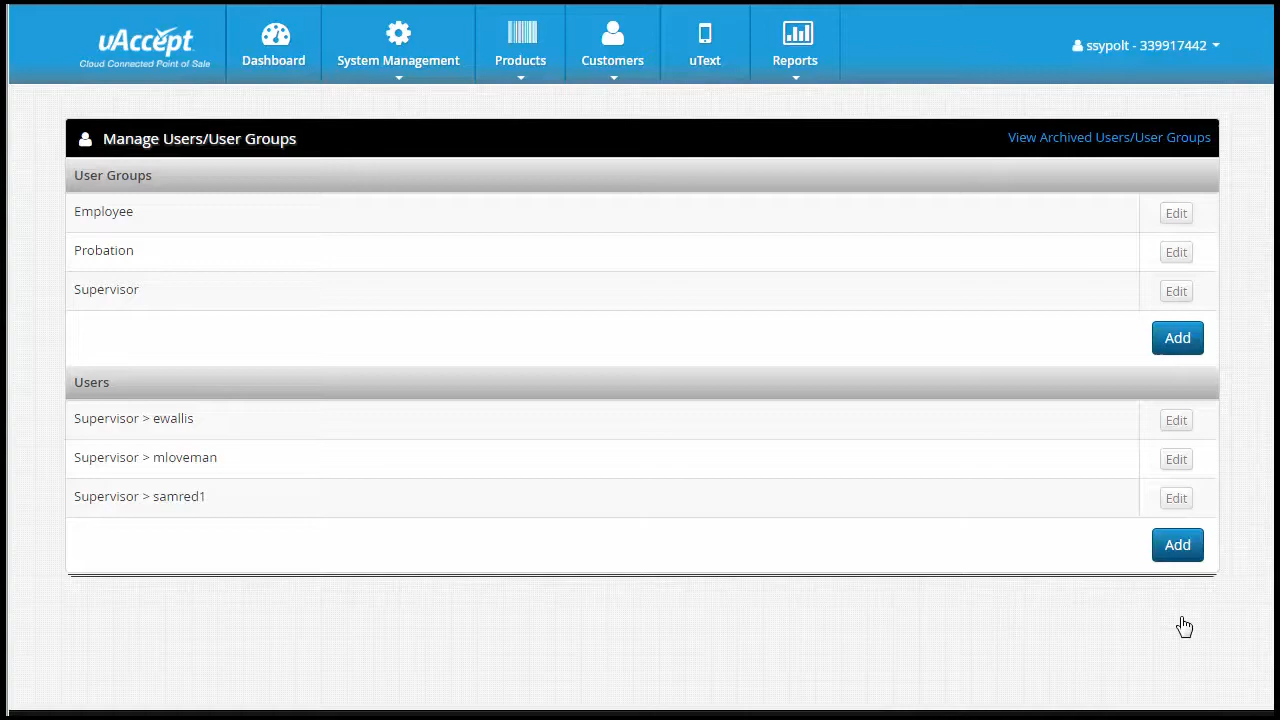 uAccept
Cloud Connected Point of Sale
Dashboard
System Management
Products
Customers
uText
Reports
ssypolt - 339917442
Manage Users/User Groups
View Archived Users/User Groups
User Groups
Employee
Edit
Probation
Edit
Supervisor
Edit
Add
Users
Supervisor > ewallis
Edit
Supervisor > mloveman
Edit
Supervisor > samred1
Edit
Add